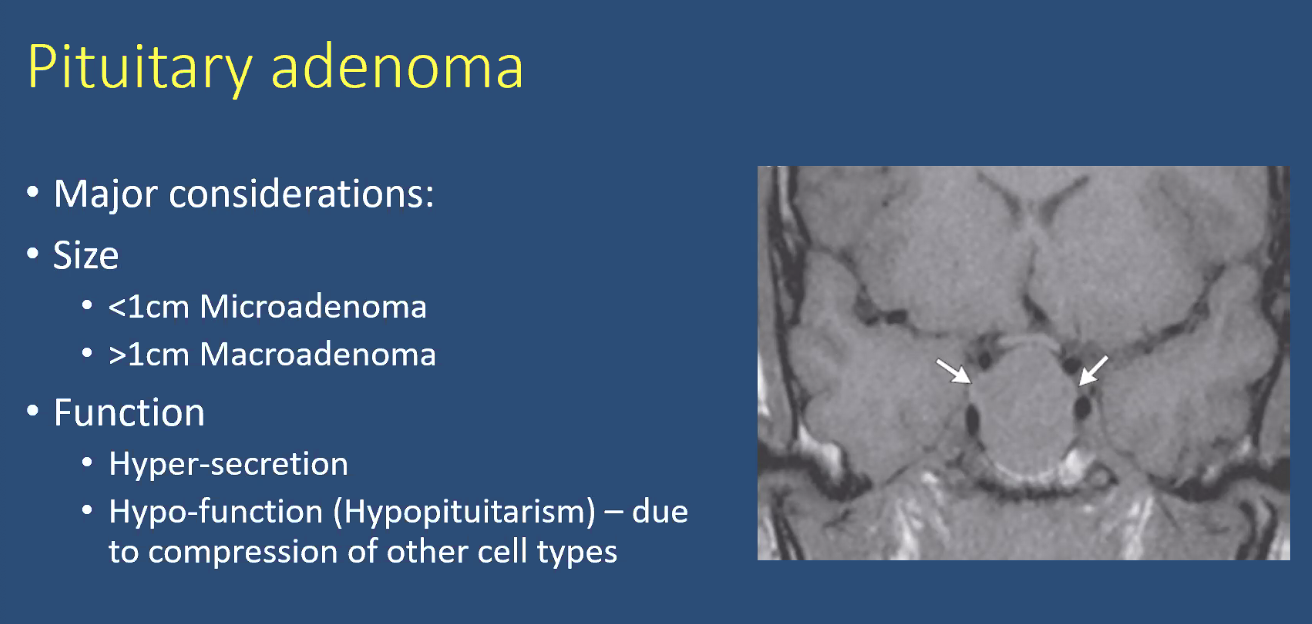 Pituitary adenoma
• Major considerations:
• Size
• <1cm Microadenoma
• >1cm Macroadenoma
• Function
• Hyper-secretion
• Hypo-function (Hypopituitarism) – due
to compression of other cell types